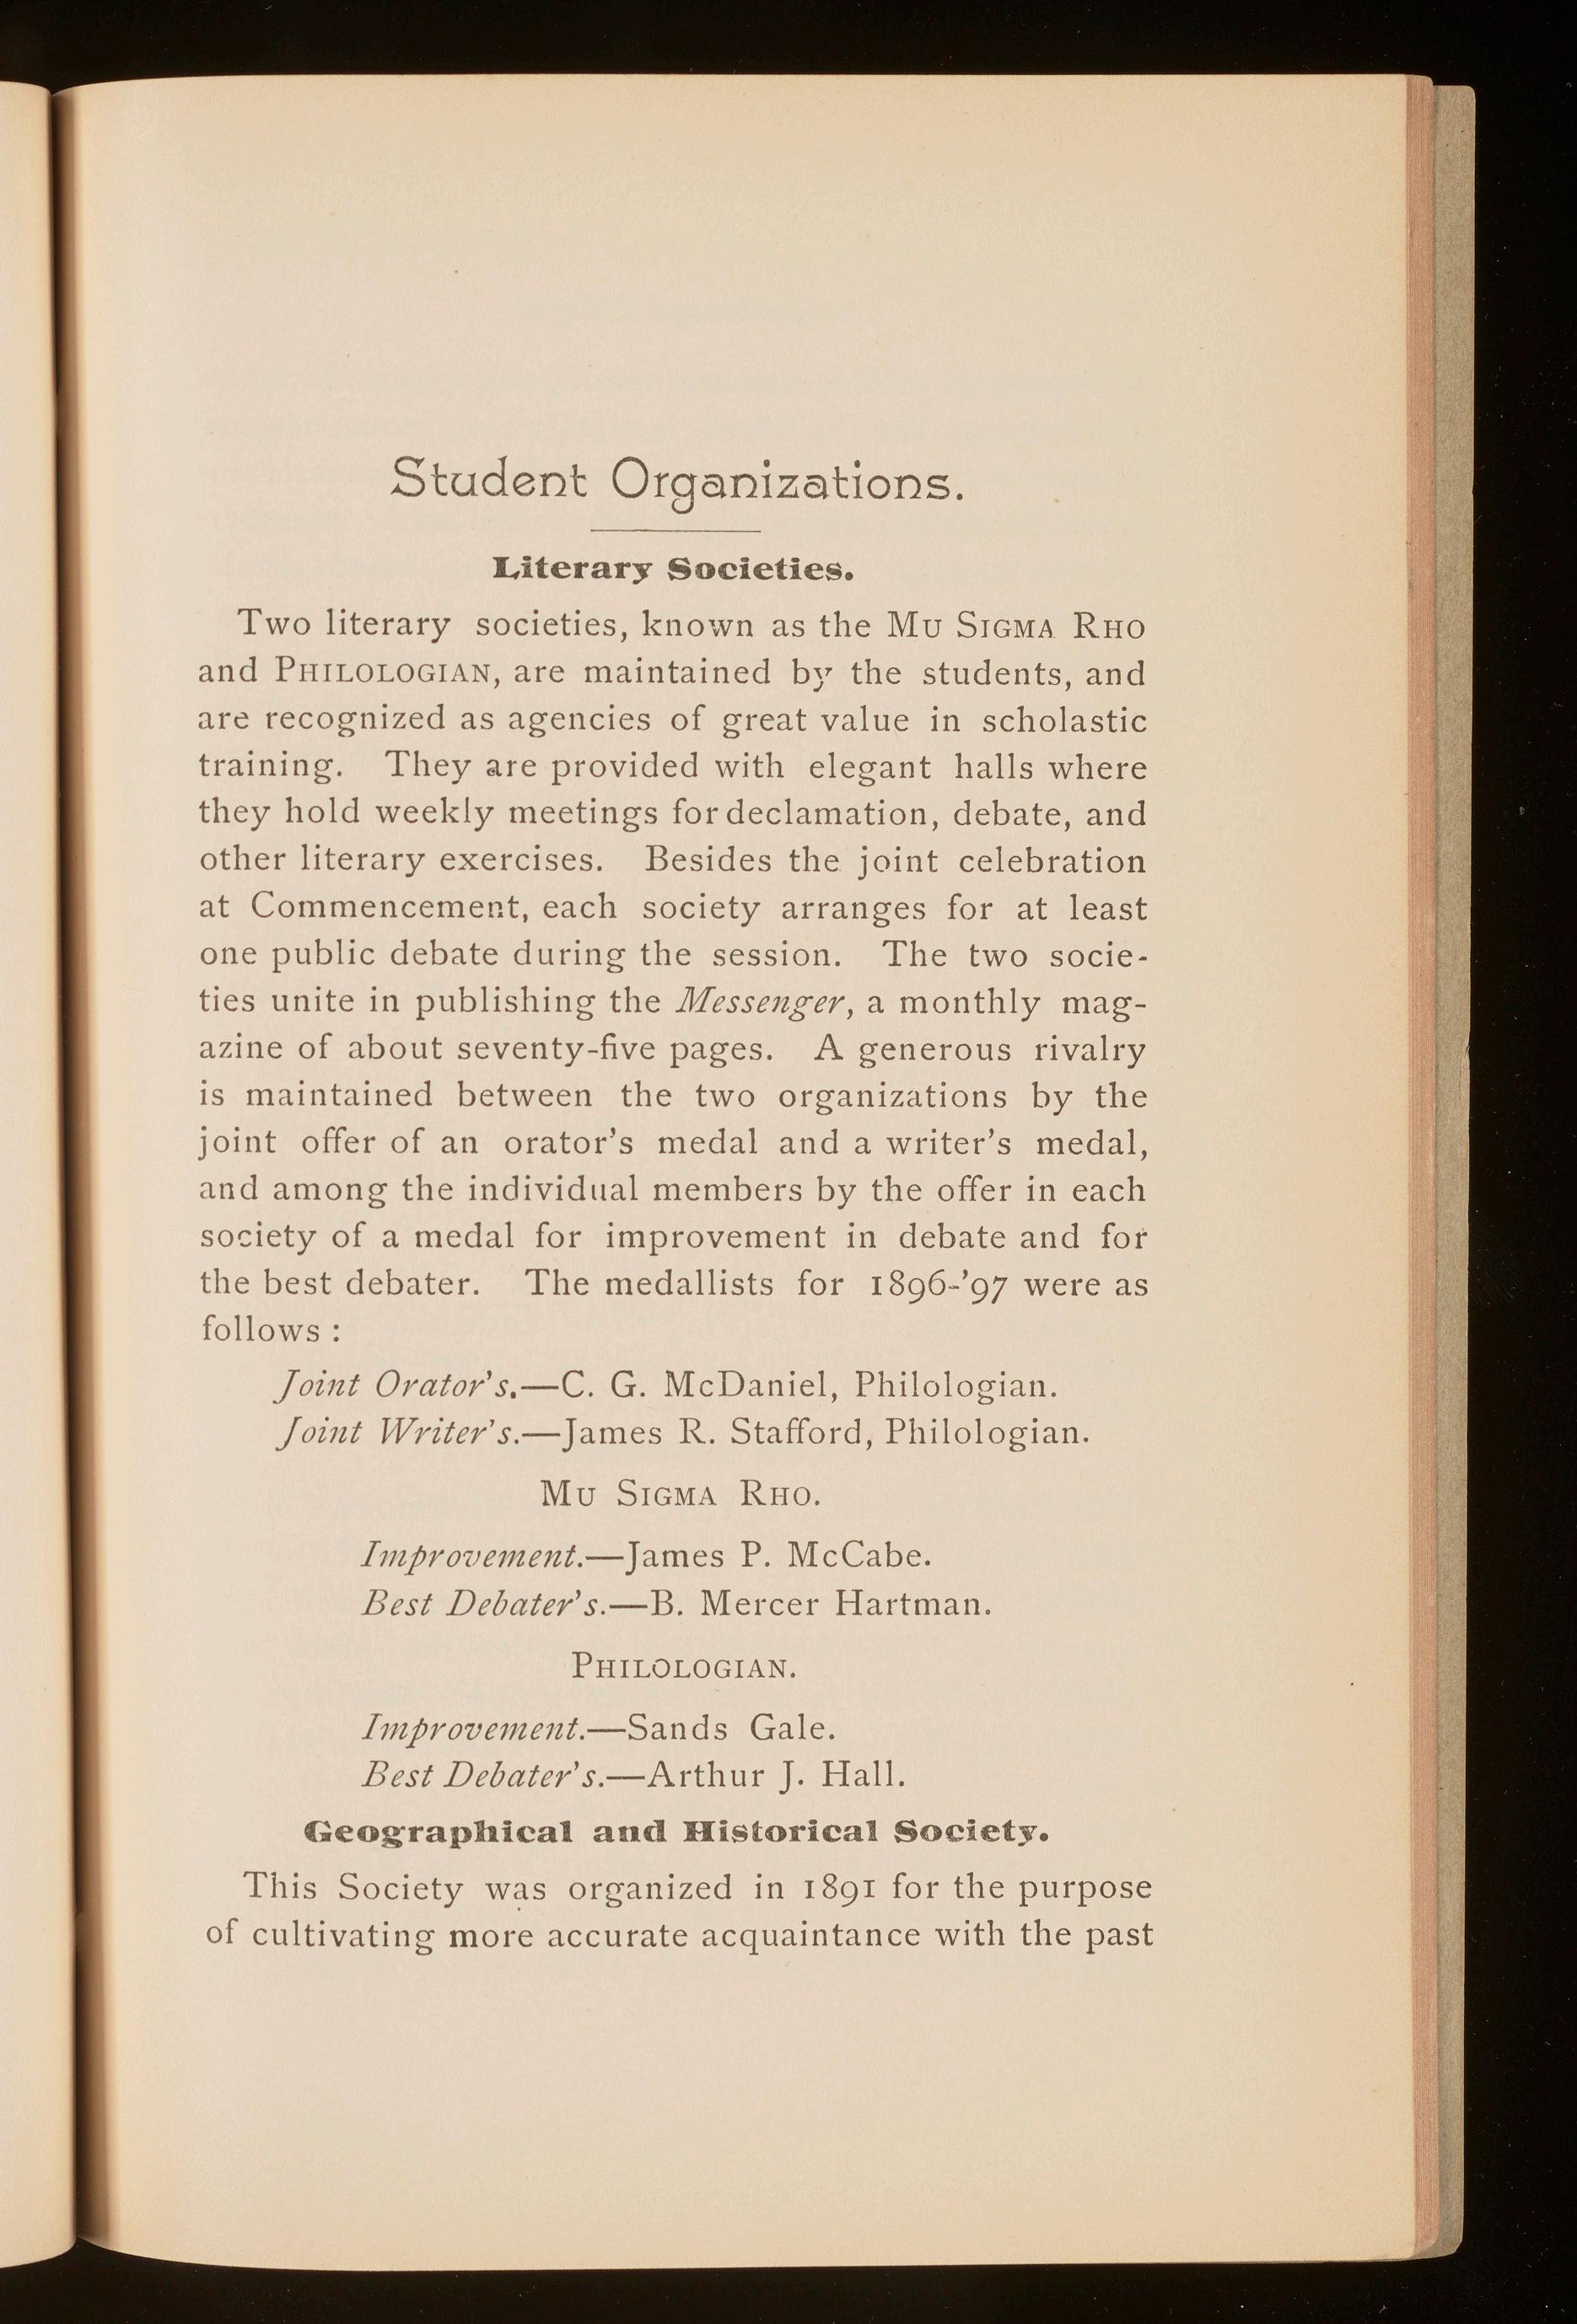 Student Organizations.
Literary Societies.
Two literary societies, known as the Mu Sigma Rho
and Philologian, are maintained by the students, and
are recognized as agencies of great value in scholastic
training. They are provided with elegant halls where
they hold weekly meetings for declamation, debate, and
other literary exercises. Besides the joint celebration
at Commencement, each society arranges for at least
one public debate during the session. The two socie-
ties unite in publishing the Messenger, a monthly mag-
azine of about seventy-five pages. A generous rivalry
is maintained between the two organizations by the
joint offer of an orator's medal and a writer's medal,
and among the individual members by the offer in each
society of a medal for improvement in debate and for
the best debater. The medallists for 1896-'97 were as
follows :
Joint Orator's.—C. G. McDaniel, Philologian.
Joint Writer's.—James R. Stafford, Philologian.
Mu Sigma Rho.
Improvement.—James P. McCabe.
Best Debater's.—B. Mercer Hartman.
Philologian.
Improvement.—Sands Gale.
Best Debater's.—Arthur J. Hall.
Geographical and Historical Society.
This Society was organized in 1891 for the purpose
of cultivating more accurate acquaintance with the past